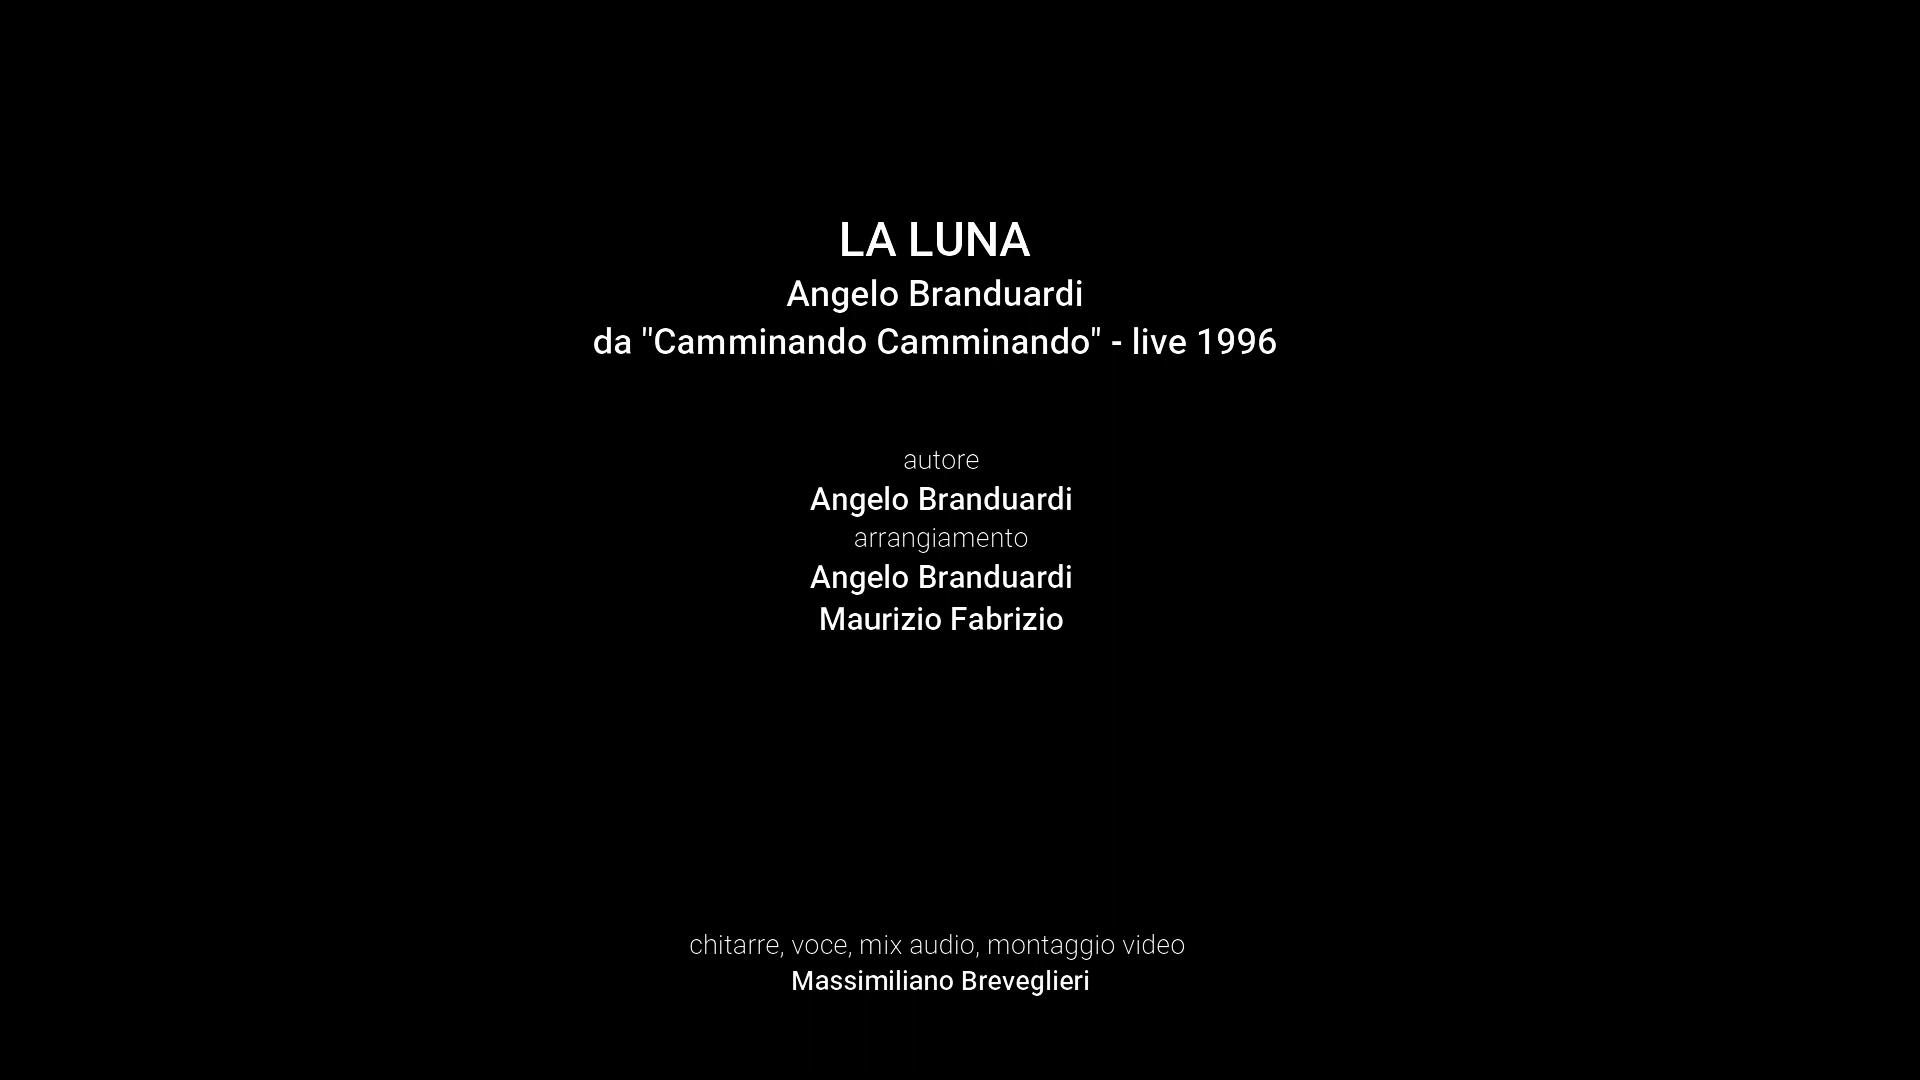 LA LUNA
Angelo Branduardi
da "Camminando Camminando" - live 1996
autore
Angelo Branduardi
arrangiamento
Angelo Branduardi
Maurizio Fabrizio
chitarre, voce, mix audio, montaggio video
Massimiliano Breveglieri